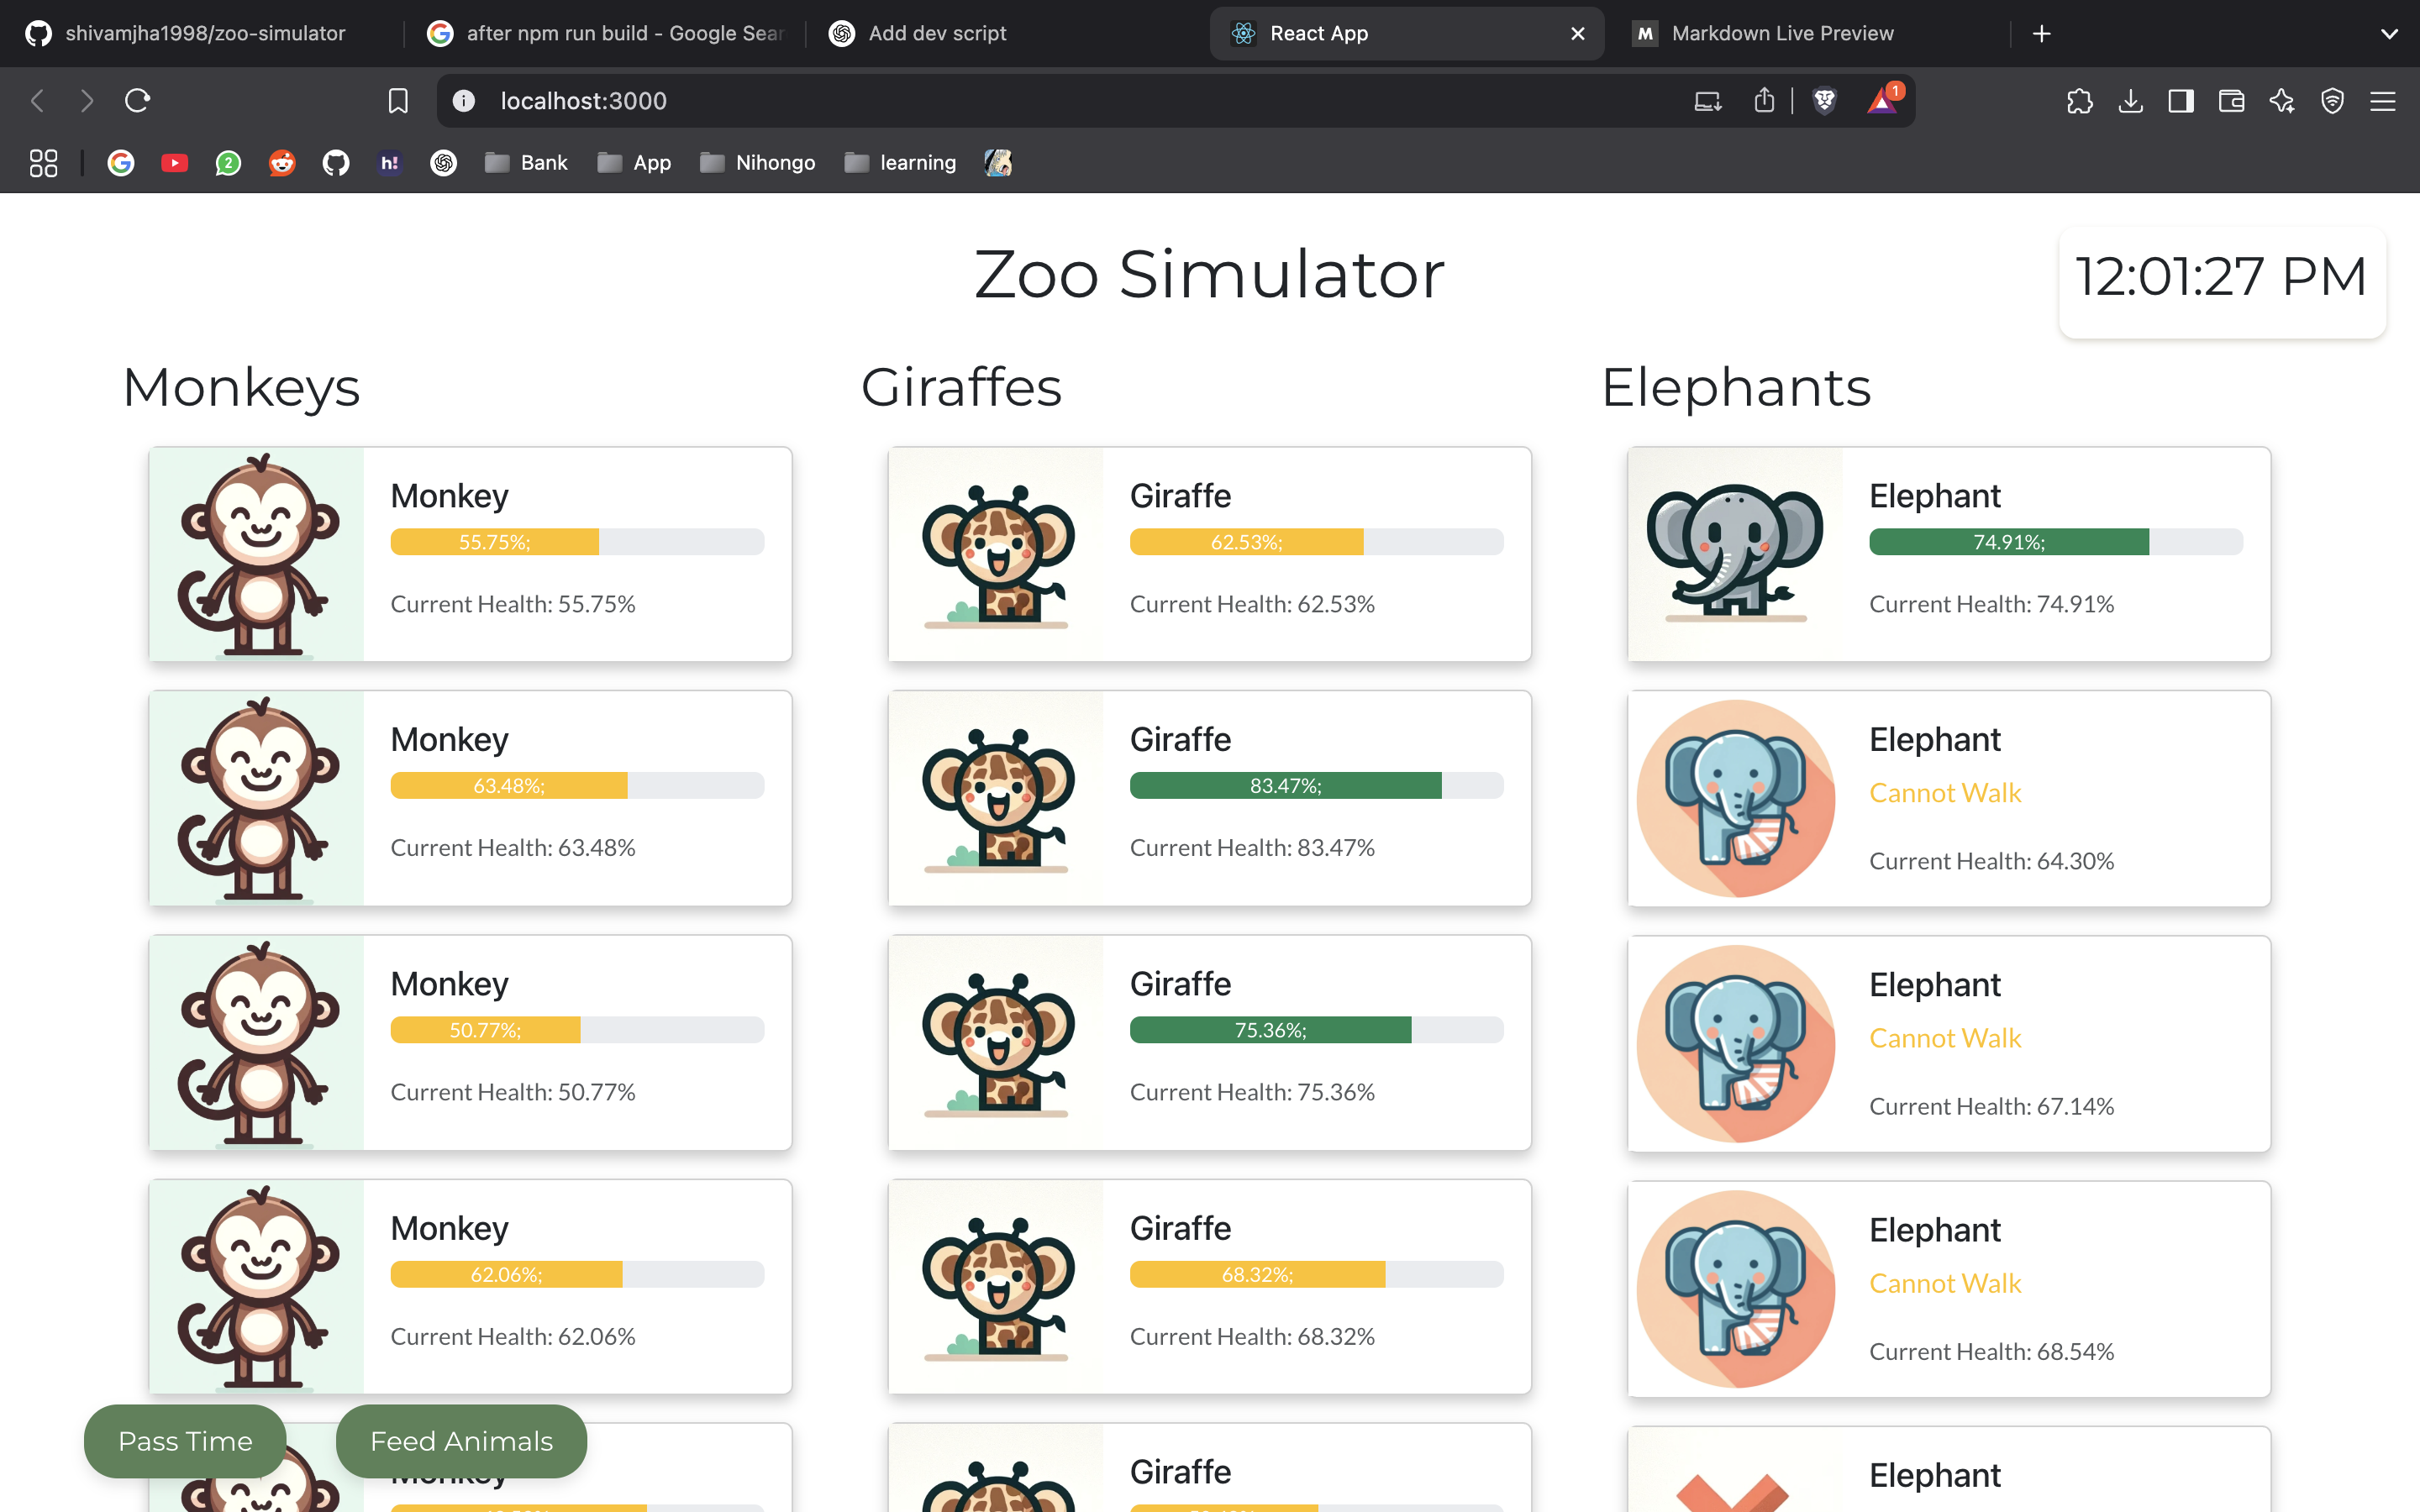 shivamjha1998/zoo-simulator
after npm run build - Google Sear
Add dev script
React App
M Markdown Live Preview
localhost:3000
1
2
h!
Bank
App
Nihongo
learning
Zoo Simulator
12:01:27 PM
Monkeys
Monkey
55.75%;
Current Health: 55.75%
Monkey
63.48%;
Current Health: 63.48%
Monkey
50.77%;
Current Health: 50.77%
Monkey
62.06%;
Current Health: 62.06%
Monkey
Giraffes
Giraffe
62.53%;
Current Health: 62.53%
Giraffe
83.47%;
Current Health: 83.47%
Giraffe
75.36%;
Current Health: 75.36%
Giraffe
68.32%;
Current Health: 68.32%
Giraffe
Elephants
Elephant
74.91%;
Current Health: 74.91%
Elephant
Cannot Walk
Current Health: 64.30%
Elephant
Cannot Walk
Current Health: 67.14%
Elephant
Cannot Walk
Current Health: 68.54%
Elephant
Pass Time
Feed Animals